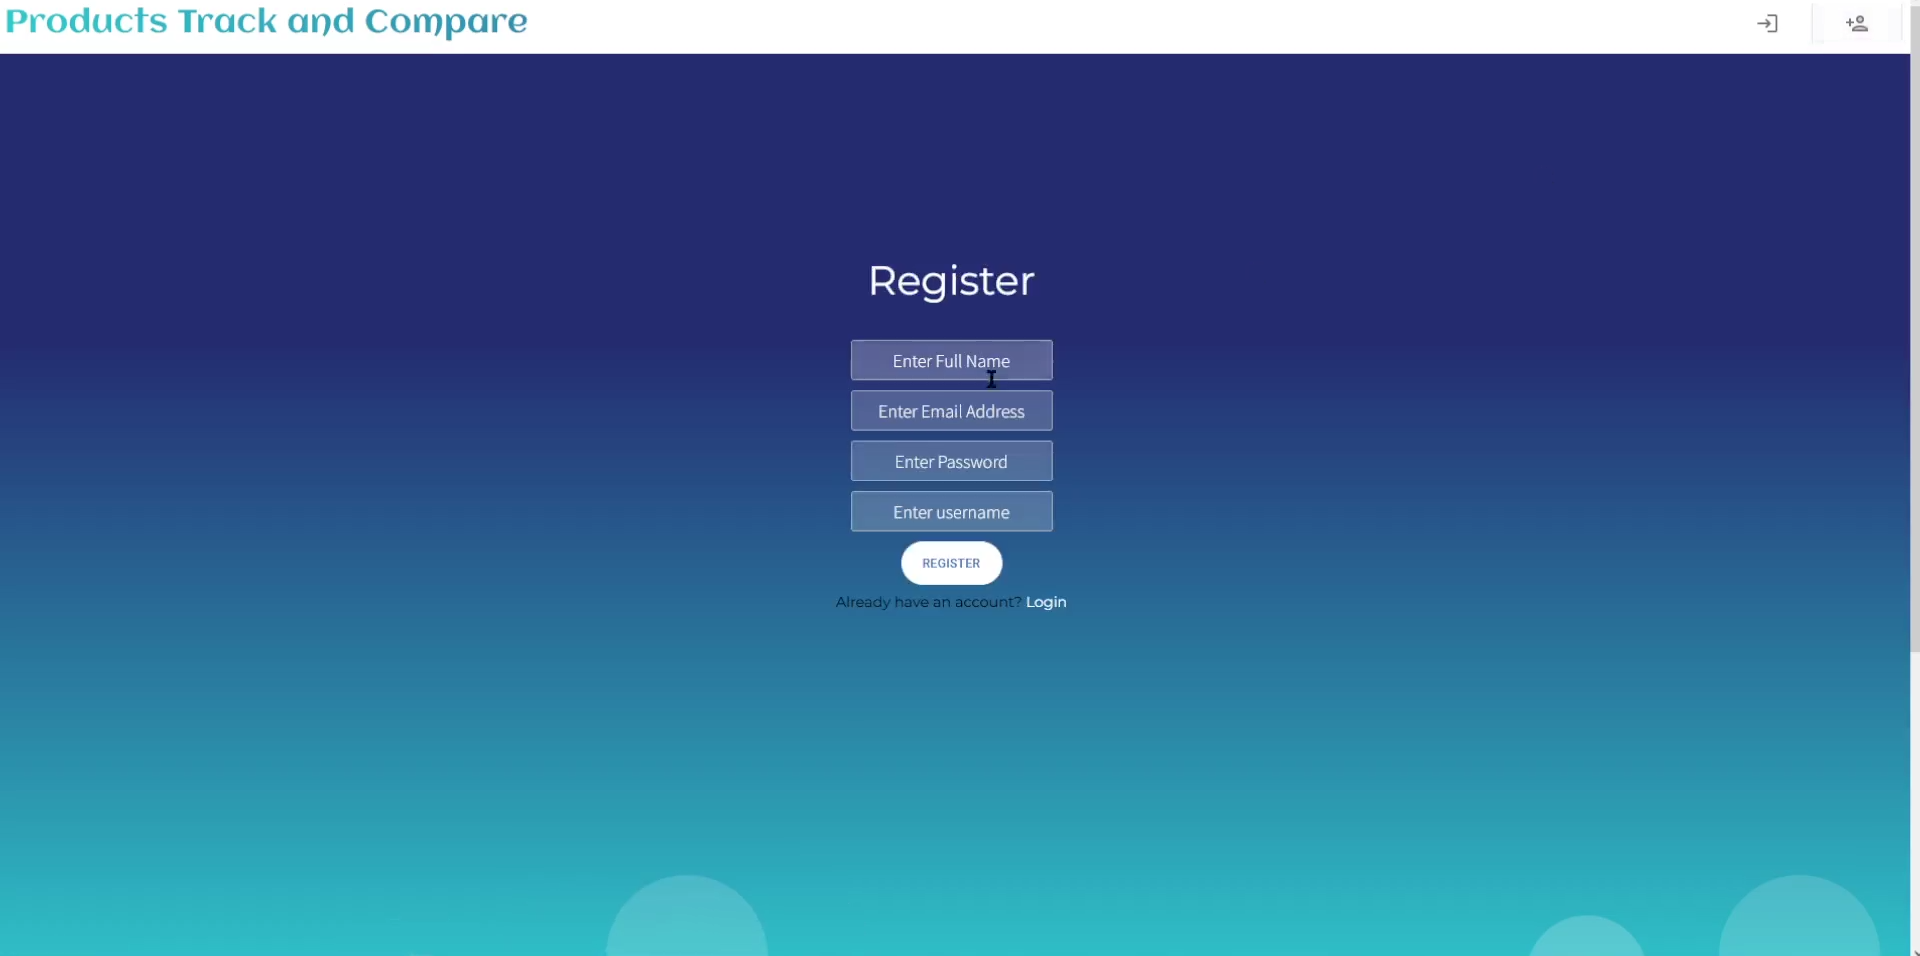 Products Track and Compare
Register
Enter Full Name
Enter Email Address
Enter Password
Enter username
REGISTER
Already have an account? Login